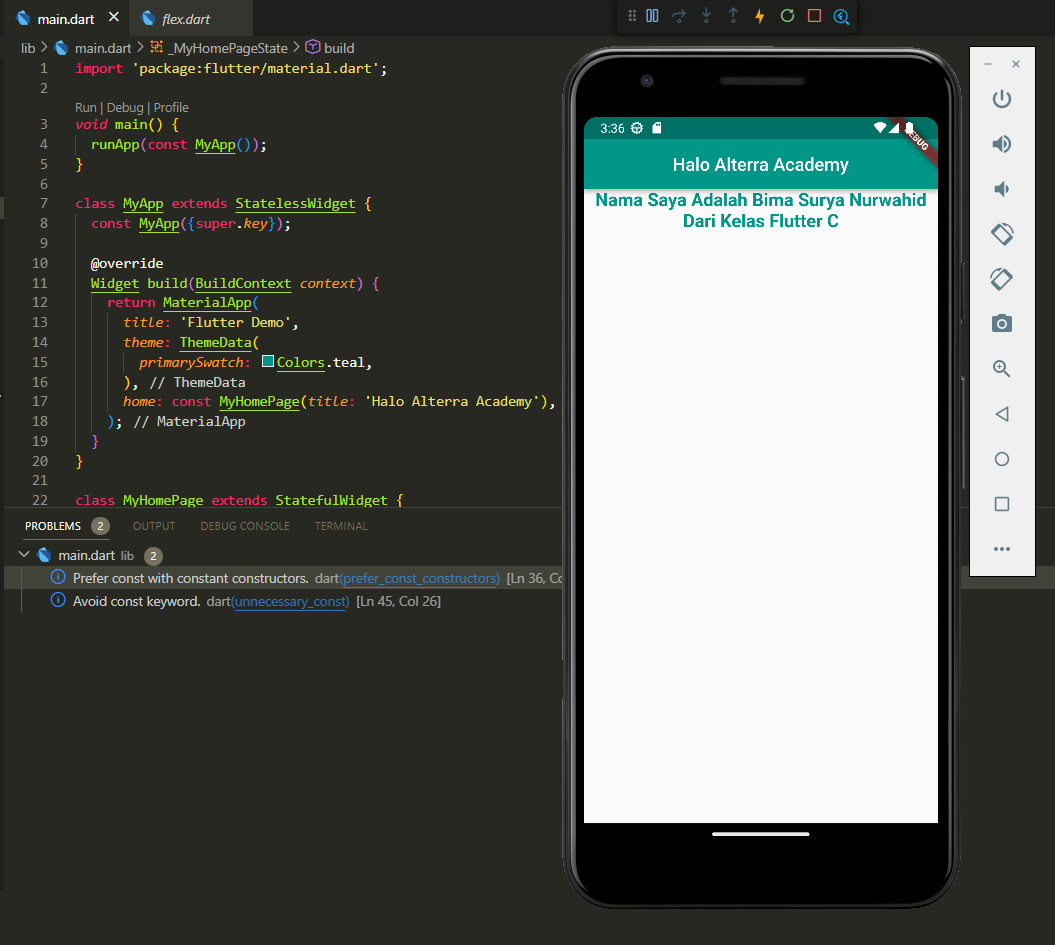 main.dart
flex.dart
lib > main.dart > _MyHomePageState > build
1 import 'package:flutter/material.dart';
2
Run | Debug | Profile
3 void main() {
4 runApp(const MyApp());
5 }
6
7 class MyApp extends StatelessWidget {
8 const MyApp({super.key});
9
10 @override
11 Widget build(BuildContext context) {
12 return MaterialApp(
13 title: 'Flutter Demo',
14 theme: ThemeData(
15 primarySwatch: Colors.teal,
16 ), // ThemeData
17 home: const MyHomePage(title: 'Halo Alterra Academy'),
18 ); // MaterialApp
19 }
20 }
21
22 class MyHomePage extends StatefulWidget {
PROBLEMS 2 OUTPUT DEBUG CONSOLE TERMINAL
main.dart lib 2
Prefer const with constant constructors. dart(prefer_const_constructors) [Ln 36, Co
Avoid const keyword. dart(unnecessary_const) [Ln 45, Col 26]
3:36
DEBUG
Halo Alterra Academy
Nama Saya Adalah Bima Surya Nurwahid
Dari Kelas Flutter C